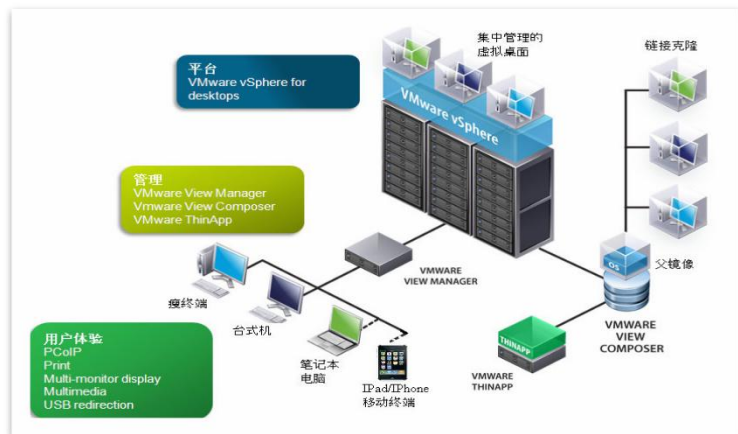 平台
VMware vSphere for
desktops
集中管理的
虚拟桌面
链接克隆
VMware vSphere
管理
VMware View Manager
Vmware View Composer
VMware ThinApp
VMWARE
VIEW MANAGER
OS
父镜像
瘦终端
台式机
笔记本
电脑
IPad/IPhone
移动终端
THINAPP
VMWARE
THINAPP
VMWARE
VIEW
COMPOSER
用户体验
PCoIP
Print
Multi-monitor display
Multimedia
USB redirection